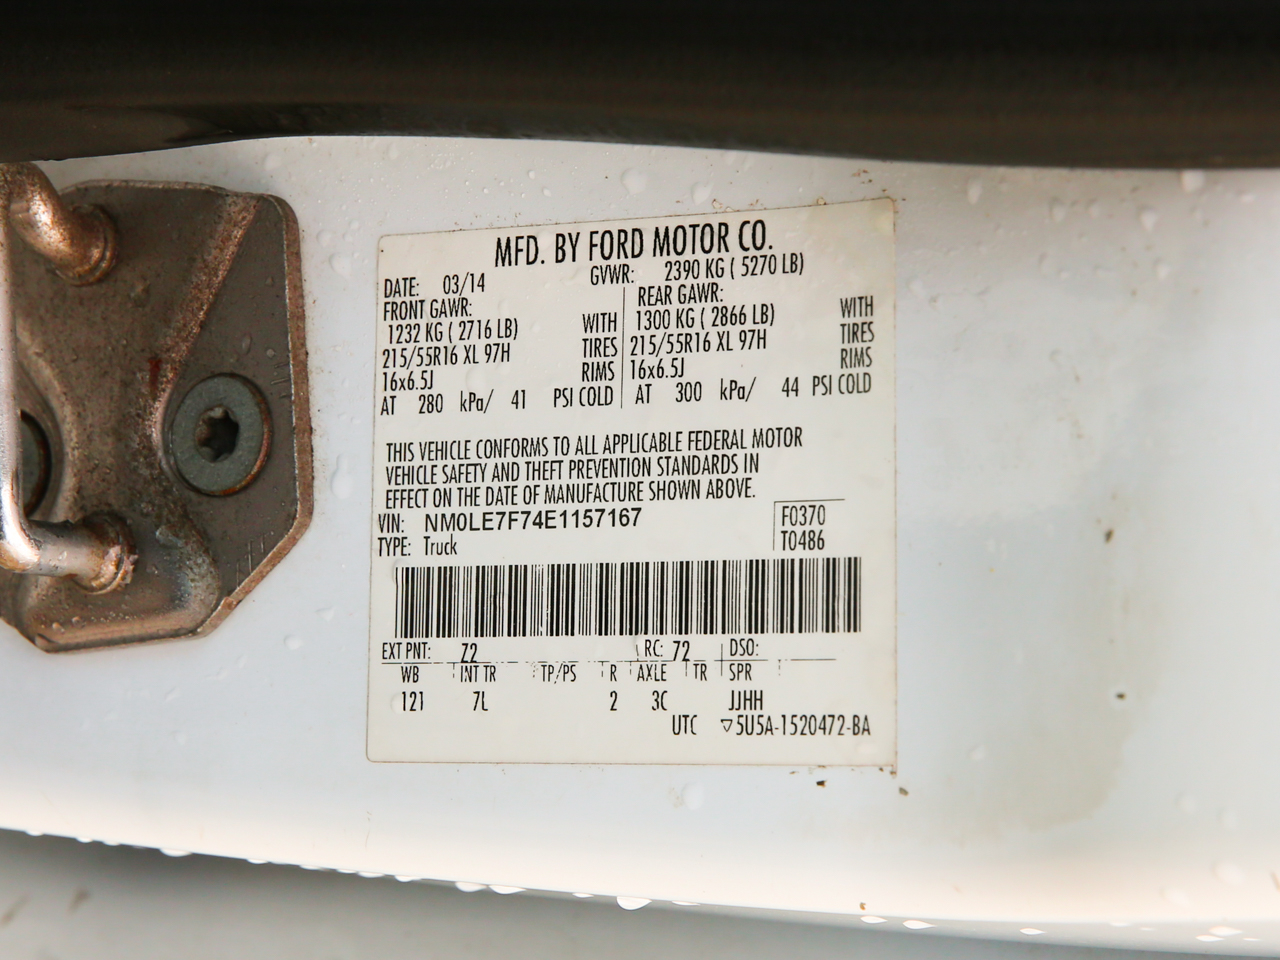 MFD. BY FORD MOTOR CO.
DATE: 03/14 GVWR: 2390 KG ( 5270 LB)
FRONT GAWR: REAR GAWR:
1232 KG ( 2716 LB) WITH 1300 KG ( 2866 LB) WITH
215/55R16 XL 97H TIRES 215/55R16 XL 97H TIRES
16x6.5J RIMS 16x6.5J RIMS
AT 280 kPa/ 41 PSI COLD AT 300 kPa/ 44 PSI COLD
THIS VEHICLE CONFORMS TO ALL APPLICABLE FEDERAL MOTOR
VEHICLE SAFETY AND THEFT PREVENTION STANDARDS IN
EFFECT ON THE DATE OF MANUFACTURE SHOWN ABOVE.
VIN: NM0LE7F74E1157167 F0370
TYPE: Truck T0486
EXT PNT: Z2 RC: 72 DSO:
WB INT TR TP/PS R AXLE TR SPR
121 7L 2 3C JJHH
UTC ▽5U5A-1520472-BA